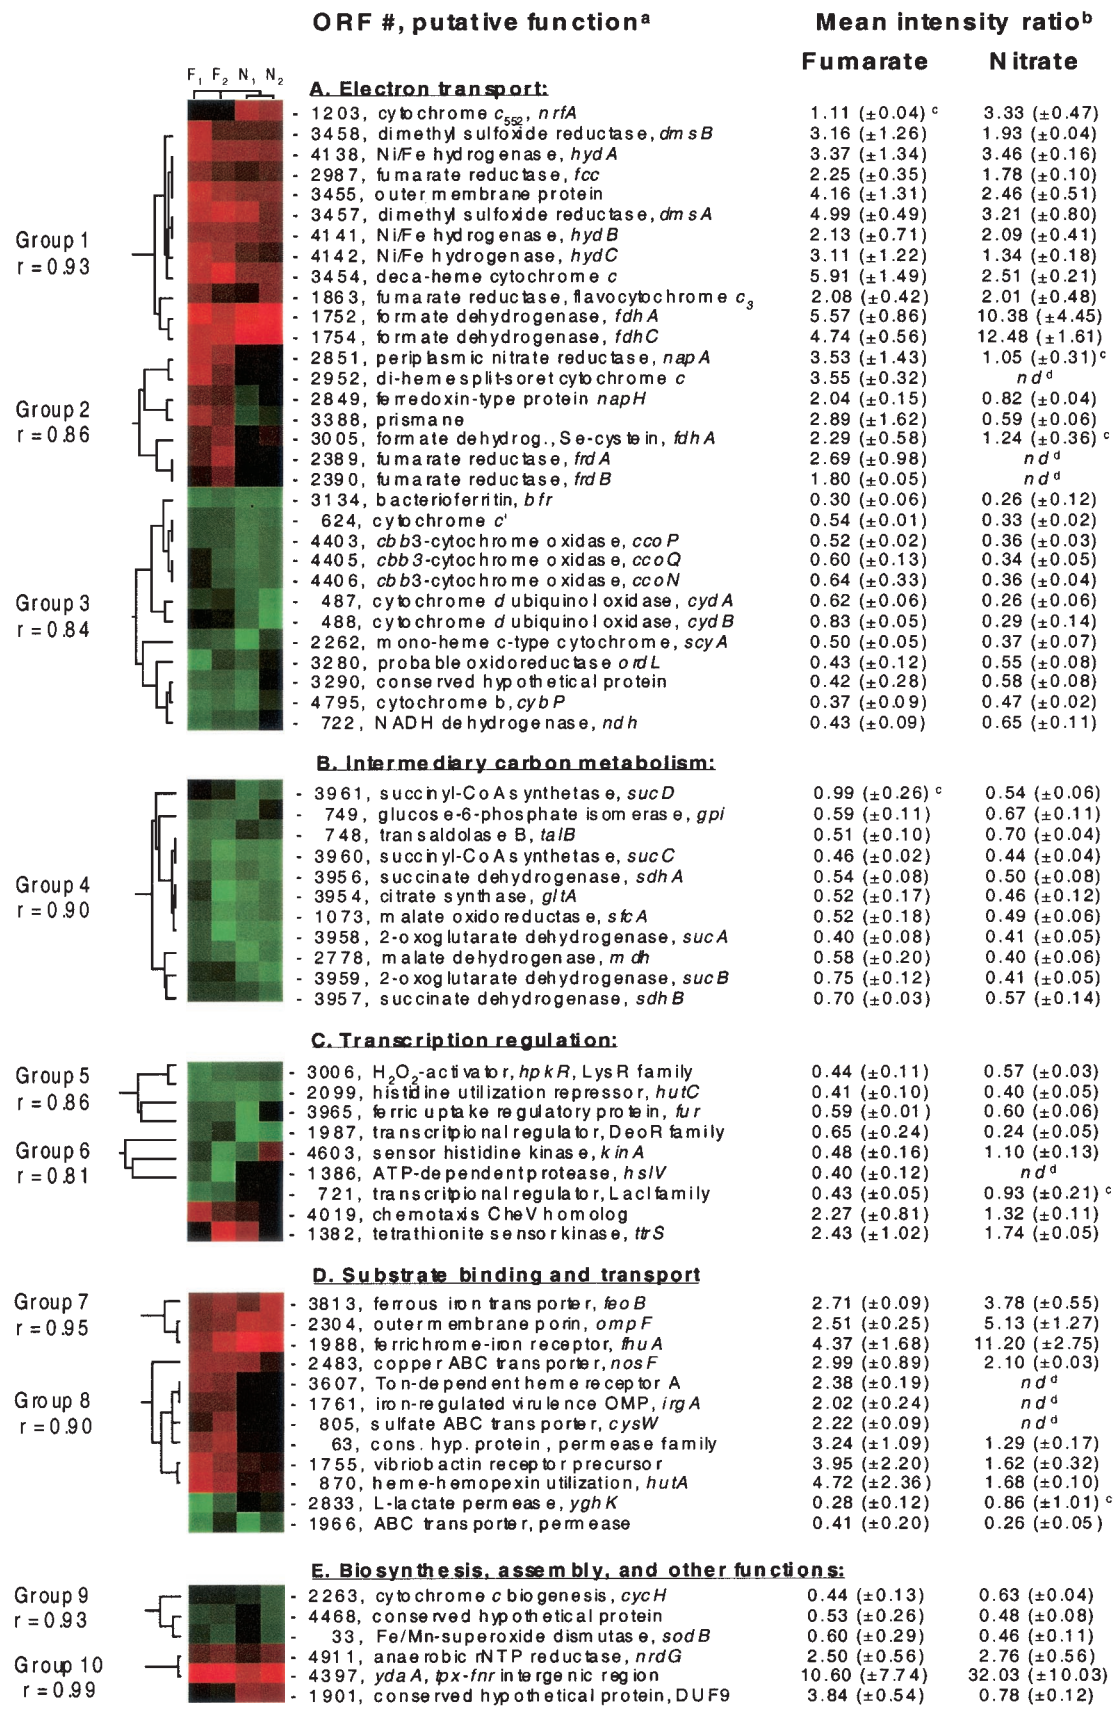 ORF #, putative functionᵃ Mean intensity ratioᵇ
Fumarate Nitrate
F₁ F₂ N₁ N₂
A. Electron transport:
- 1203, cytochrome c₅₅₂, nrfA 1.11 (±0.04) ᶜ 3.33 (±0.47)
- 3458, dimethyl sulfoxide reductase, dmsB 3.16 (±1.26) 1.93 (±0.04)
- 4138, Ni/Fe hydrogenase, hydA 3.37 (±1.34) 3.46 (±0.16)
- 2987, fumarate reductase, fcc 2.25 (±0.35) 1.78 (±0.10)
- 3455, outer membrane protein 4.16 (±1.31) 2.46 (±0.51)
- 3457, dimethyl sulfoxide reductase, dmsA 4.99 (±0.49) 3.21 (±0.80)
Group 1
- 4141, Ni/Fe hydrogenase, hydB 2.13 (±0.71) 2.09 (±0.41)
- 4142, Ni/Fe hydrogenase, hydC 3.11 (±1.22) 1.34 (±0.18)
r = 0.93
- 3454, deca-heme cytochrome c 5.91 (±1.49) 2.51 (±0.21)
- 1863, fumarate reductase, flavocytochrome c₃ 2.08 (±0.42) 2.01 (±0.48)
- 1752, formate dehydrogenase, fdhA 5.57 (±0.86) 10.38 (±4.45)
- 1754, formate dehydrogenase, fdhC 4.74 (±0.56) 12.48 (±1.61)
- 2851, periplasmic nitrate reductase, napA 3.53 (±1.43) 1.05 (±0.31)ᶜ
- 2952, di-heme split-soret cytochrome c 3.55 (±0.32) ndᵈ
- 2849, ferredoxin-type protein napH 2.04 (±0.15) 0.82 (±0.04)
Group 2
- 3388, prismane 2.89 (±1.62) 0.59 (±0.06)
r = 0.86
- 3005, formate dehydrog., Se-cystein, fdhA 2.29 (±0.58) 1.24 (±0.36) ᶜ
- 2389, fumarate reductase, frdA 2.69 (±0.98) ndᵈ
- 2390, fumarate reductase, frdB 1.80 (±0.05) ndᵈ
- 3134, bacterioferritin, bfr 0.30 (±0.06) 0.26 (±0.12)
- 624, cytochrome c' 0.54 (±0.01) 0.33 (±0.02)
- 4403, cbb3-cytochrome oxidase, ccoP 0.52 (±0.02) 0.36 (±0.03)
- 4405, cbb3-cytochrome oxidase, ccoQ 0.60 (±0.13) 0.34 (±0.05)
- 4406, cbb3-cytochrome oxidase, ccoN 0.64 (±0.33) 0.36 (±0.04)
Group 3
- 487, cytochrome d ubiquinol oxidase, cydA 0.62 (±0.06) 0.26 (±0.06)
r = 0.84
- 488, cytochrome d ubiquinol oxidase, cydB 0.83 (±0.05) 0.29 (±0.14)
- 2262, mono-heme c-type cytochrome, scyA 0.50 (±0.05) 0.37 (±0.07)
- 3280, probable oxidoreductase ordL 0.43 (±0.12) 0.55 (±0.08)
- 3290, conserved hypothetical protein 0.42 (±0.28) 0.58 (±0.08)
- 4795, cytochrome b, cybP 0.37 (±0.09) 0.47 (±0.02)
- 722, NADH dehydrogenase, ndh 0.43 (±0.09) 0.65 (±0.11)
B. Intermediary carbon metabolism:
- 3961, succinyl-CoA synthetase, sucD 0.99 (±0.26) ᶜ 0.54 (±0.06)
- 749, glucose-6-phosphate isomerase, gpi 0.59 (±0.11) 0.67 (±0.11)
- 748, transaldolase B, talB 0.51 (±0.10) 0.70 (±0.04)
- 3960, succinyl-CoA synthetase, sucC 0.46 (±0.02) 0.44 (±0.04)
- 3956, succinate dehydrogenase, sdhA 0.54 (±0.08) 0.50 (±0.08)
Group 4
- 3954, citrate synthase, gltA 0.52 (±0.17) 0.46 (±0.12)
r = 0.90
- 1073, malate oxidoreductase, sfcA 0.52 (±0.18) 0.49 (±0.06)
- 3958, 2-oxoglutarate dehydrogenase, sucA 0.40 (±0.08) 0.41 (±0.05)
- 2778, malate dehydrogenase, mdh 0.58 (±0.20) 0.40 (±0.06)
- 3959, 2-oxoglutarate dehydrogenase, sucB 0.75 (±0.12) 0.41 (±0.05)
- 3957, succinate dehydrogenase, sdhB 0.70 (±0.03) 0.57 (±0.14)
C. Transcription regulation:
Group 5
- 3006, H₂O₂-activator, hpkR, LysR family 0.44 (±0.11) 0.57 (±0.03)
- 2099, histidine utilization repressor, hutC 0.41 (±0.10) 0.40 (±0.05)
r = 0.86
- 3965, ferric uptake regulatory protein, fur 0.59 (±0.01) 0.60 (±0.06)
- 1987, transcritpional regulator, DeoR family 0.65 (±0.24) 0.24 (±0.05)
Group 6
- 4603, sensor histidine kinase, kinA 0.48 (±0.16) 1.10 (±0.13)
r = 0.81
- 1386, ATP-dependent protease, hslV 0.40 (±0.12) ndᵈ
- 721, transcritpional regulator, LacI family 0.43 (±0.05) 0.93 (±0.21) ᶜ
- 4019, chemotaxis CheV homolog 2.27 (±0.81) 1.32 (±0.11)
- 1382, tetrathionite sensor kinase, ttrS 2.43 (±1.02) 1.74 (±0.05)
D. Substrate binding and transport
Group 7
- 3813, ferrous iron transporter, feoB 2.71 (±0.09) 3.78 (±0.55)
r = 0.95
- 2304, outer membrane porin, ompF 2.51 (±0.25) 5.13 (±1.27)
- 1988, ferrichrome-iron receptor, fhuA 4.37 (±1.68) 11.20 (±2.75)
- 2483, copper ABC transporter, nosF 2.99 (±0.89) 2.10 (±0.03)
- 3607, Ton-dependent heme receptor A 2.38 (±0.19) ndᵈ
Group 8
- 1761, iron-regulated virulence OMP, irgA 2.02 (±0.24) ndᵈ
r = 0.90
- 805, sulfate ABC transporter, cysW 2.22 (±0.09) ndᵈ
- 63, cons. hyp. protein, permease family 3.24 (±1.09) 1.29 (±0.17)
- 1755, vibriobactin receptor precursor 3.95 (±2.20) 1.62 (±0.32)
- 870, heme-hemopexin utilization, hutA 4.72 (±2.36) 1.68 (±0.10)
- 2833, L-lactate permease, yghK 0.28 (±0.12) 0.86 (±1.01) ᶜ
- 1966, ABC transporter, permease 0.41 (±0.20) 0.26 (±0.05)
E. Biosynthesis, assembly, and other functions:
Group 9
- 2263, cytochrome c biogenesis, cycH 0.44 (±0.13) 0.63 (±0.04)
r = 0.93
- 4468, conserved hypothetical protein 0.53 (±0.26) 0.48 (±0.08)
- 33, Fe/Mn-superoxide dismutase, sodB 0.60 (±0.29) 0.46 (±0.11)
- 4911, anaerobic rNTP reductase, nrdG 2.50 (±0.56) 2.76 (±0.56)
Group 10
- 4397, ydaA, tpx-fnr intergenic region 10.60 (±7.74) 32.03 (±10.03)
r = 0.99
- 1901, conserved hypothetical protein, DUF9 3.84 (±0.54) 0.78 (±0.12)